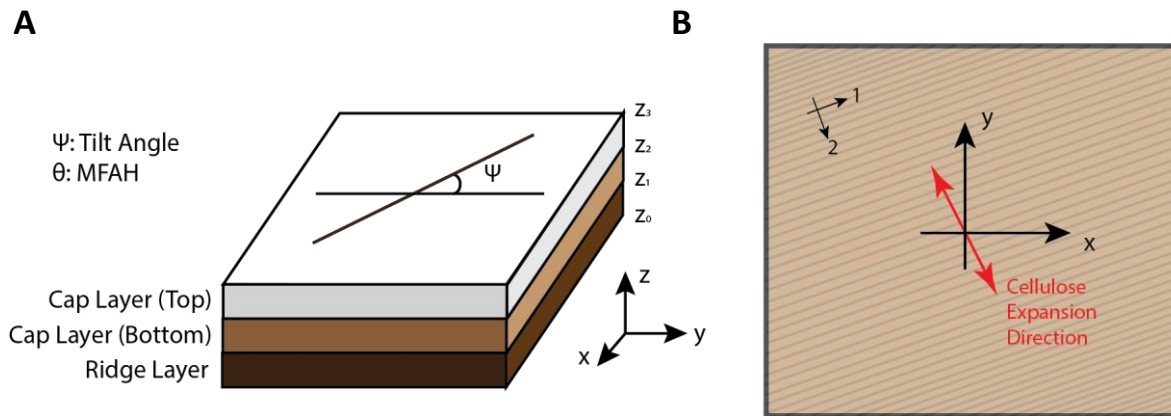 A
Ψ: Tilt Angle
θ: MFAH
Ψ
z₃
z₂
z₁
z₀
Cap Layer (Top)
Cap Layer (Bottom)
Ridge Layer
z
y
x
B
1
2
y
x
Cellulose
Expansion
Direction